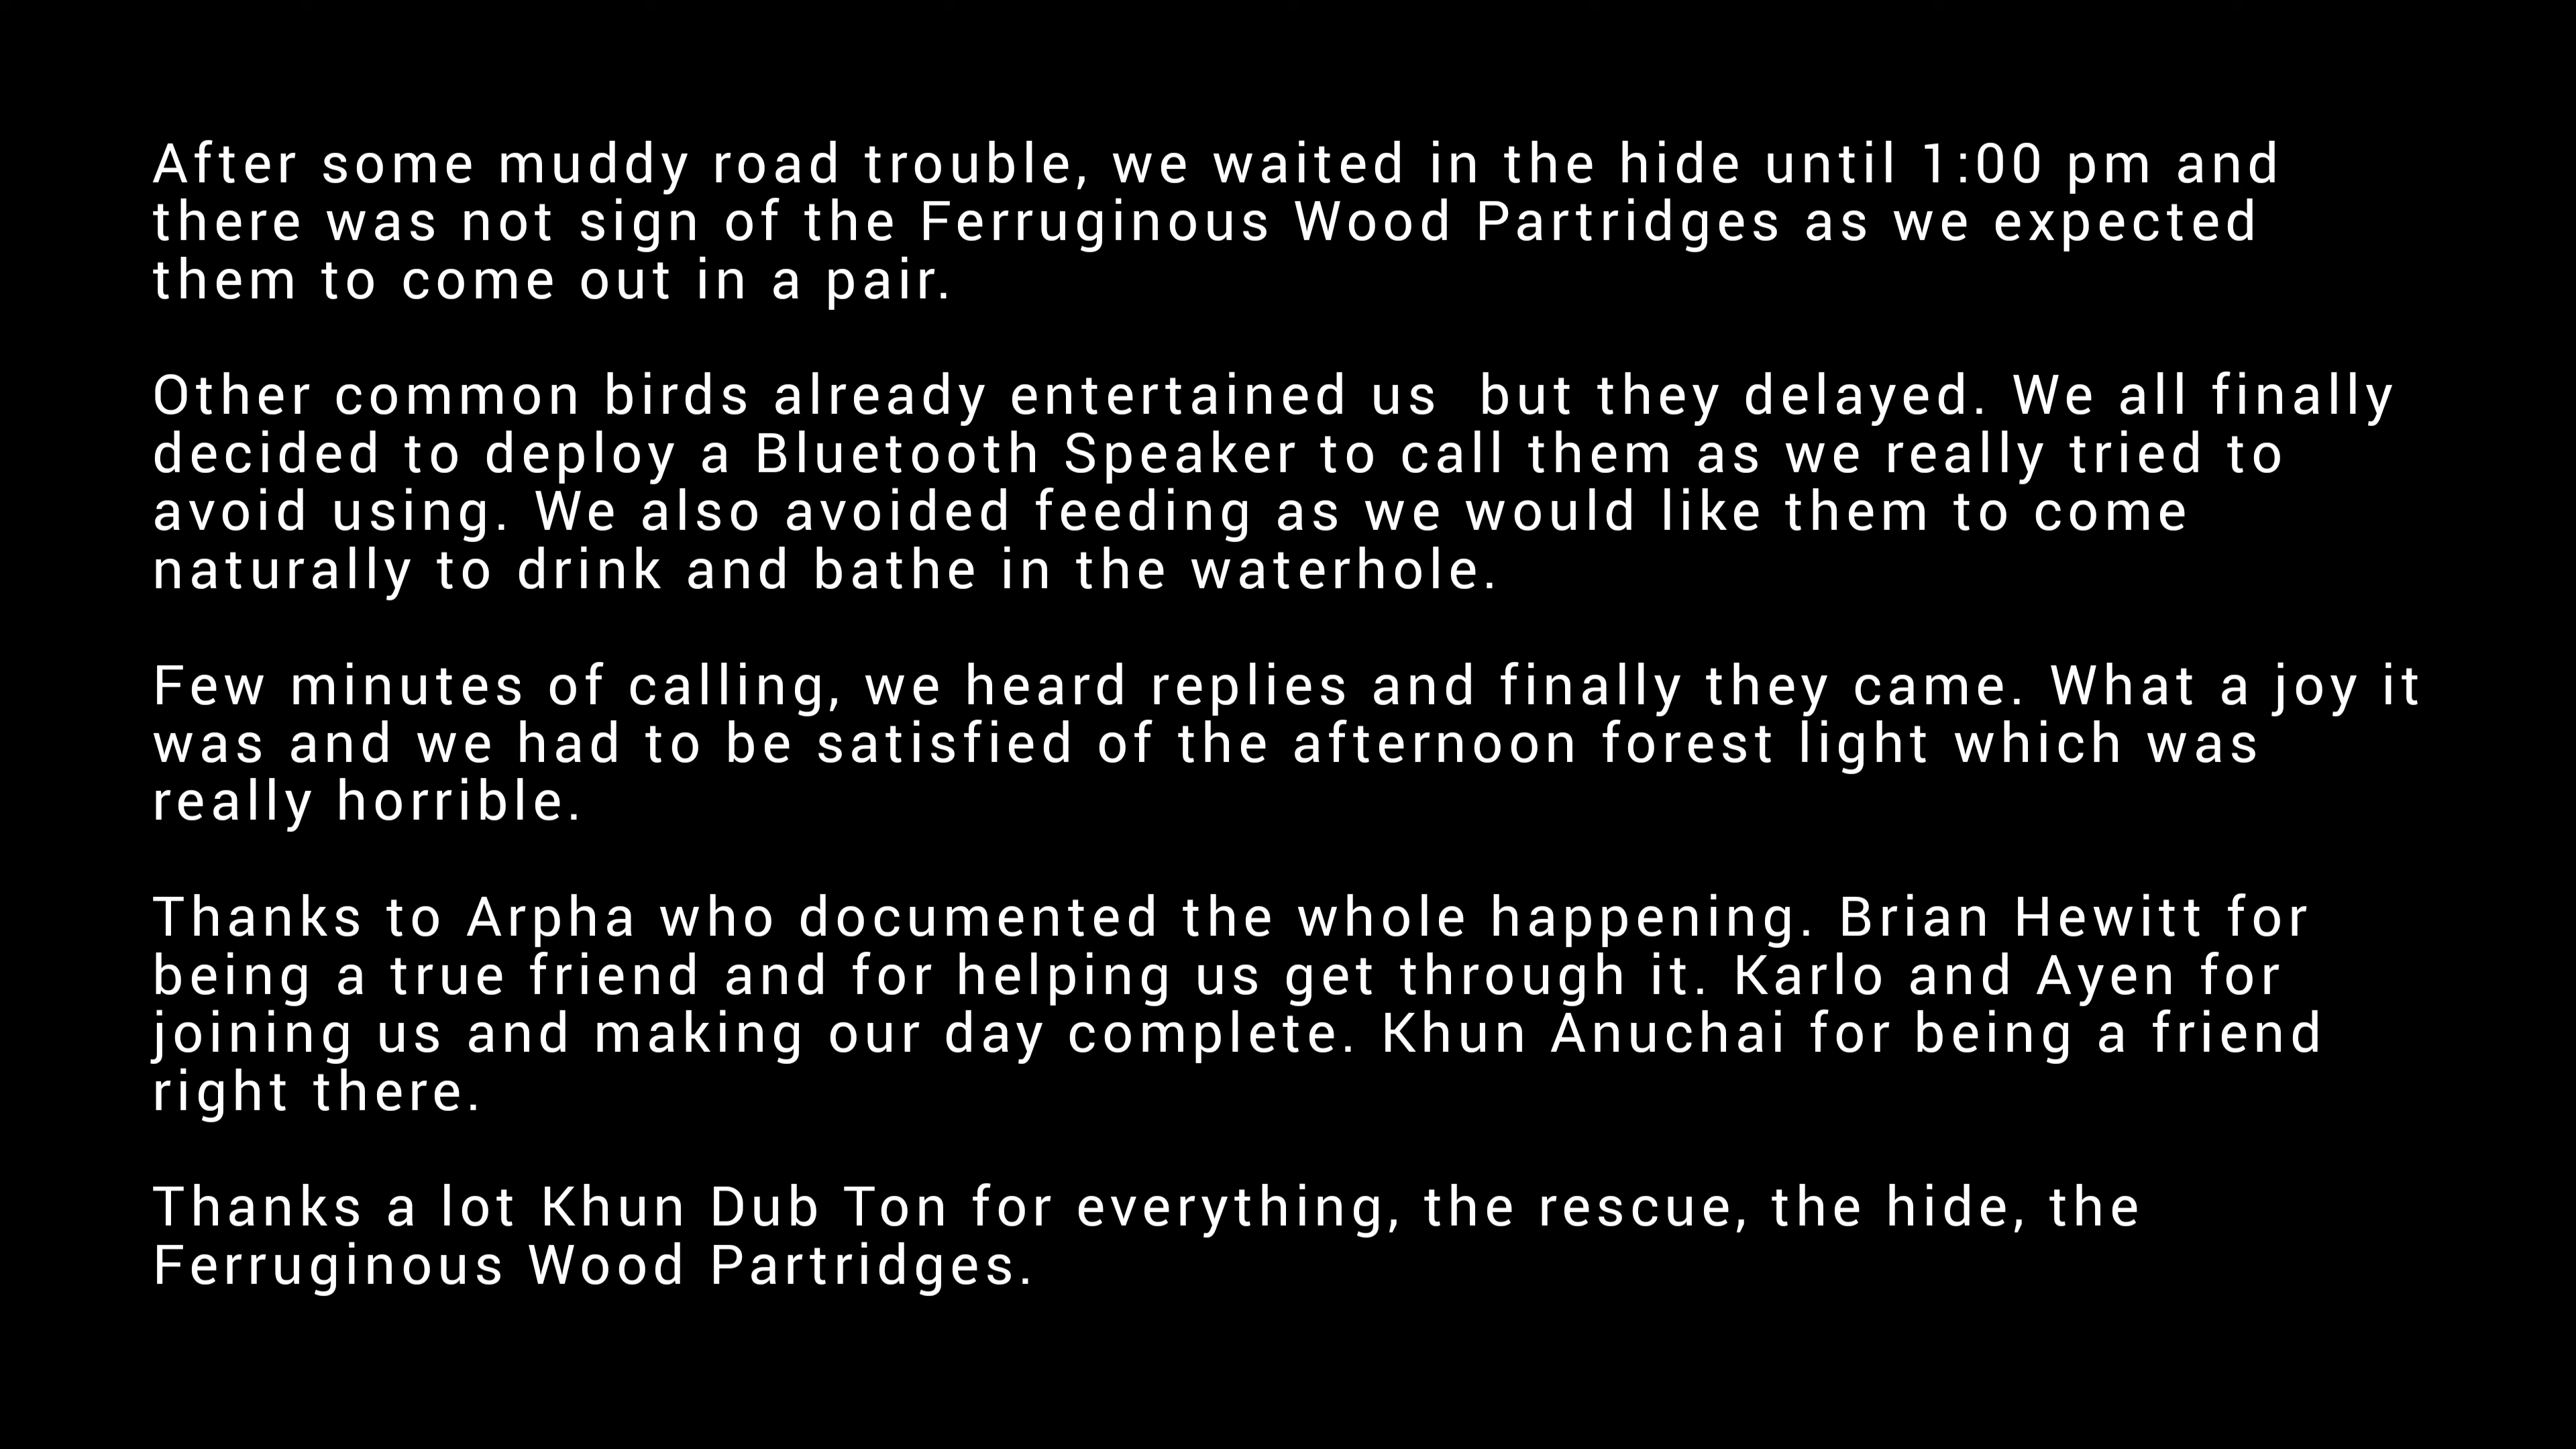 After some muddy road trouble, we waited in the hide until 1:00 pm and
there was not sign of the Ferruginous Wood Partridges as we expected
them to come out in a pair.
Other common birds already entertained us  but they delayed. We all finally
decided to deploy a Bluetooth Speaker to call them as we really tried to
avoid using. We also avoided feeding as we would like them to come
naturally to drink and bathe in the waterhole.
Few minutes of calling, we heard replies and finally they came. What a joy it
was and we had to be satisfied of the afternoon forest light which was
really horrible.
Thanks to Arpha who documented the whole happening. Brian Hewitt for
being a true friend and for helping us get through it. Karlo and Ayen for
joining us and making our day complete. Khun Anuchai for being a friend
right there.
Thanks a lot Khun Dub Ton for everything, the rescue, the hide, the
Ferruginous Wood Partridges.